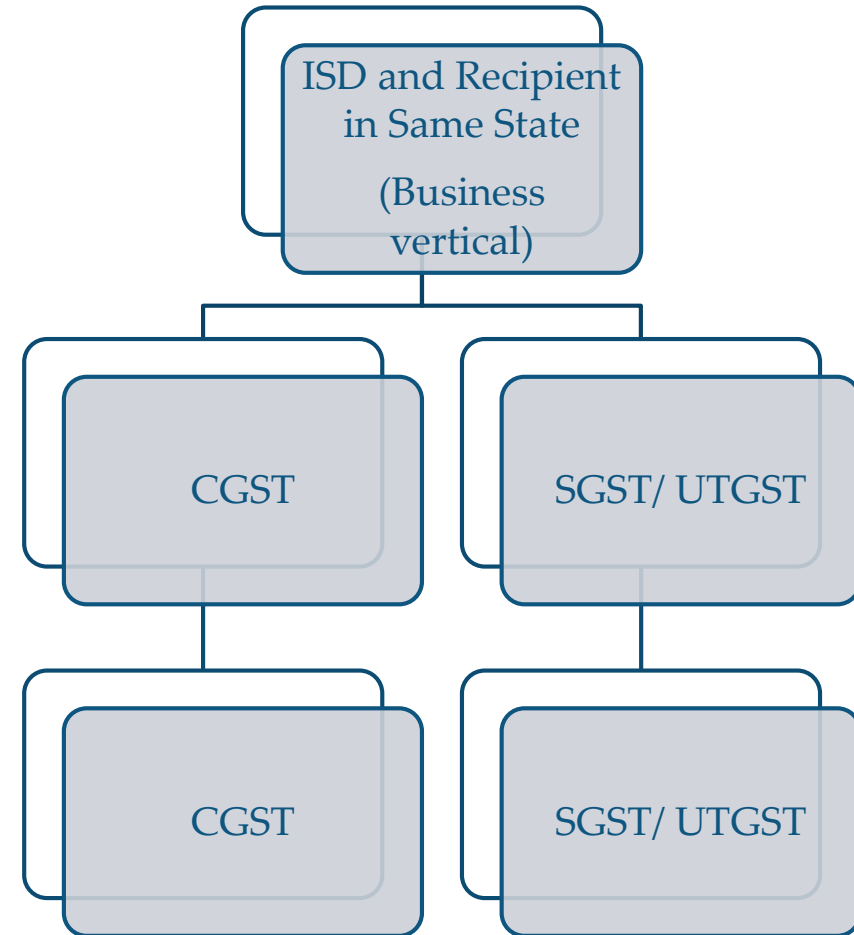 ISD and Recipient
in Same State
(Business
vertical)
CGST
SGST/ UTGST
CGST
SGST/ UTGST